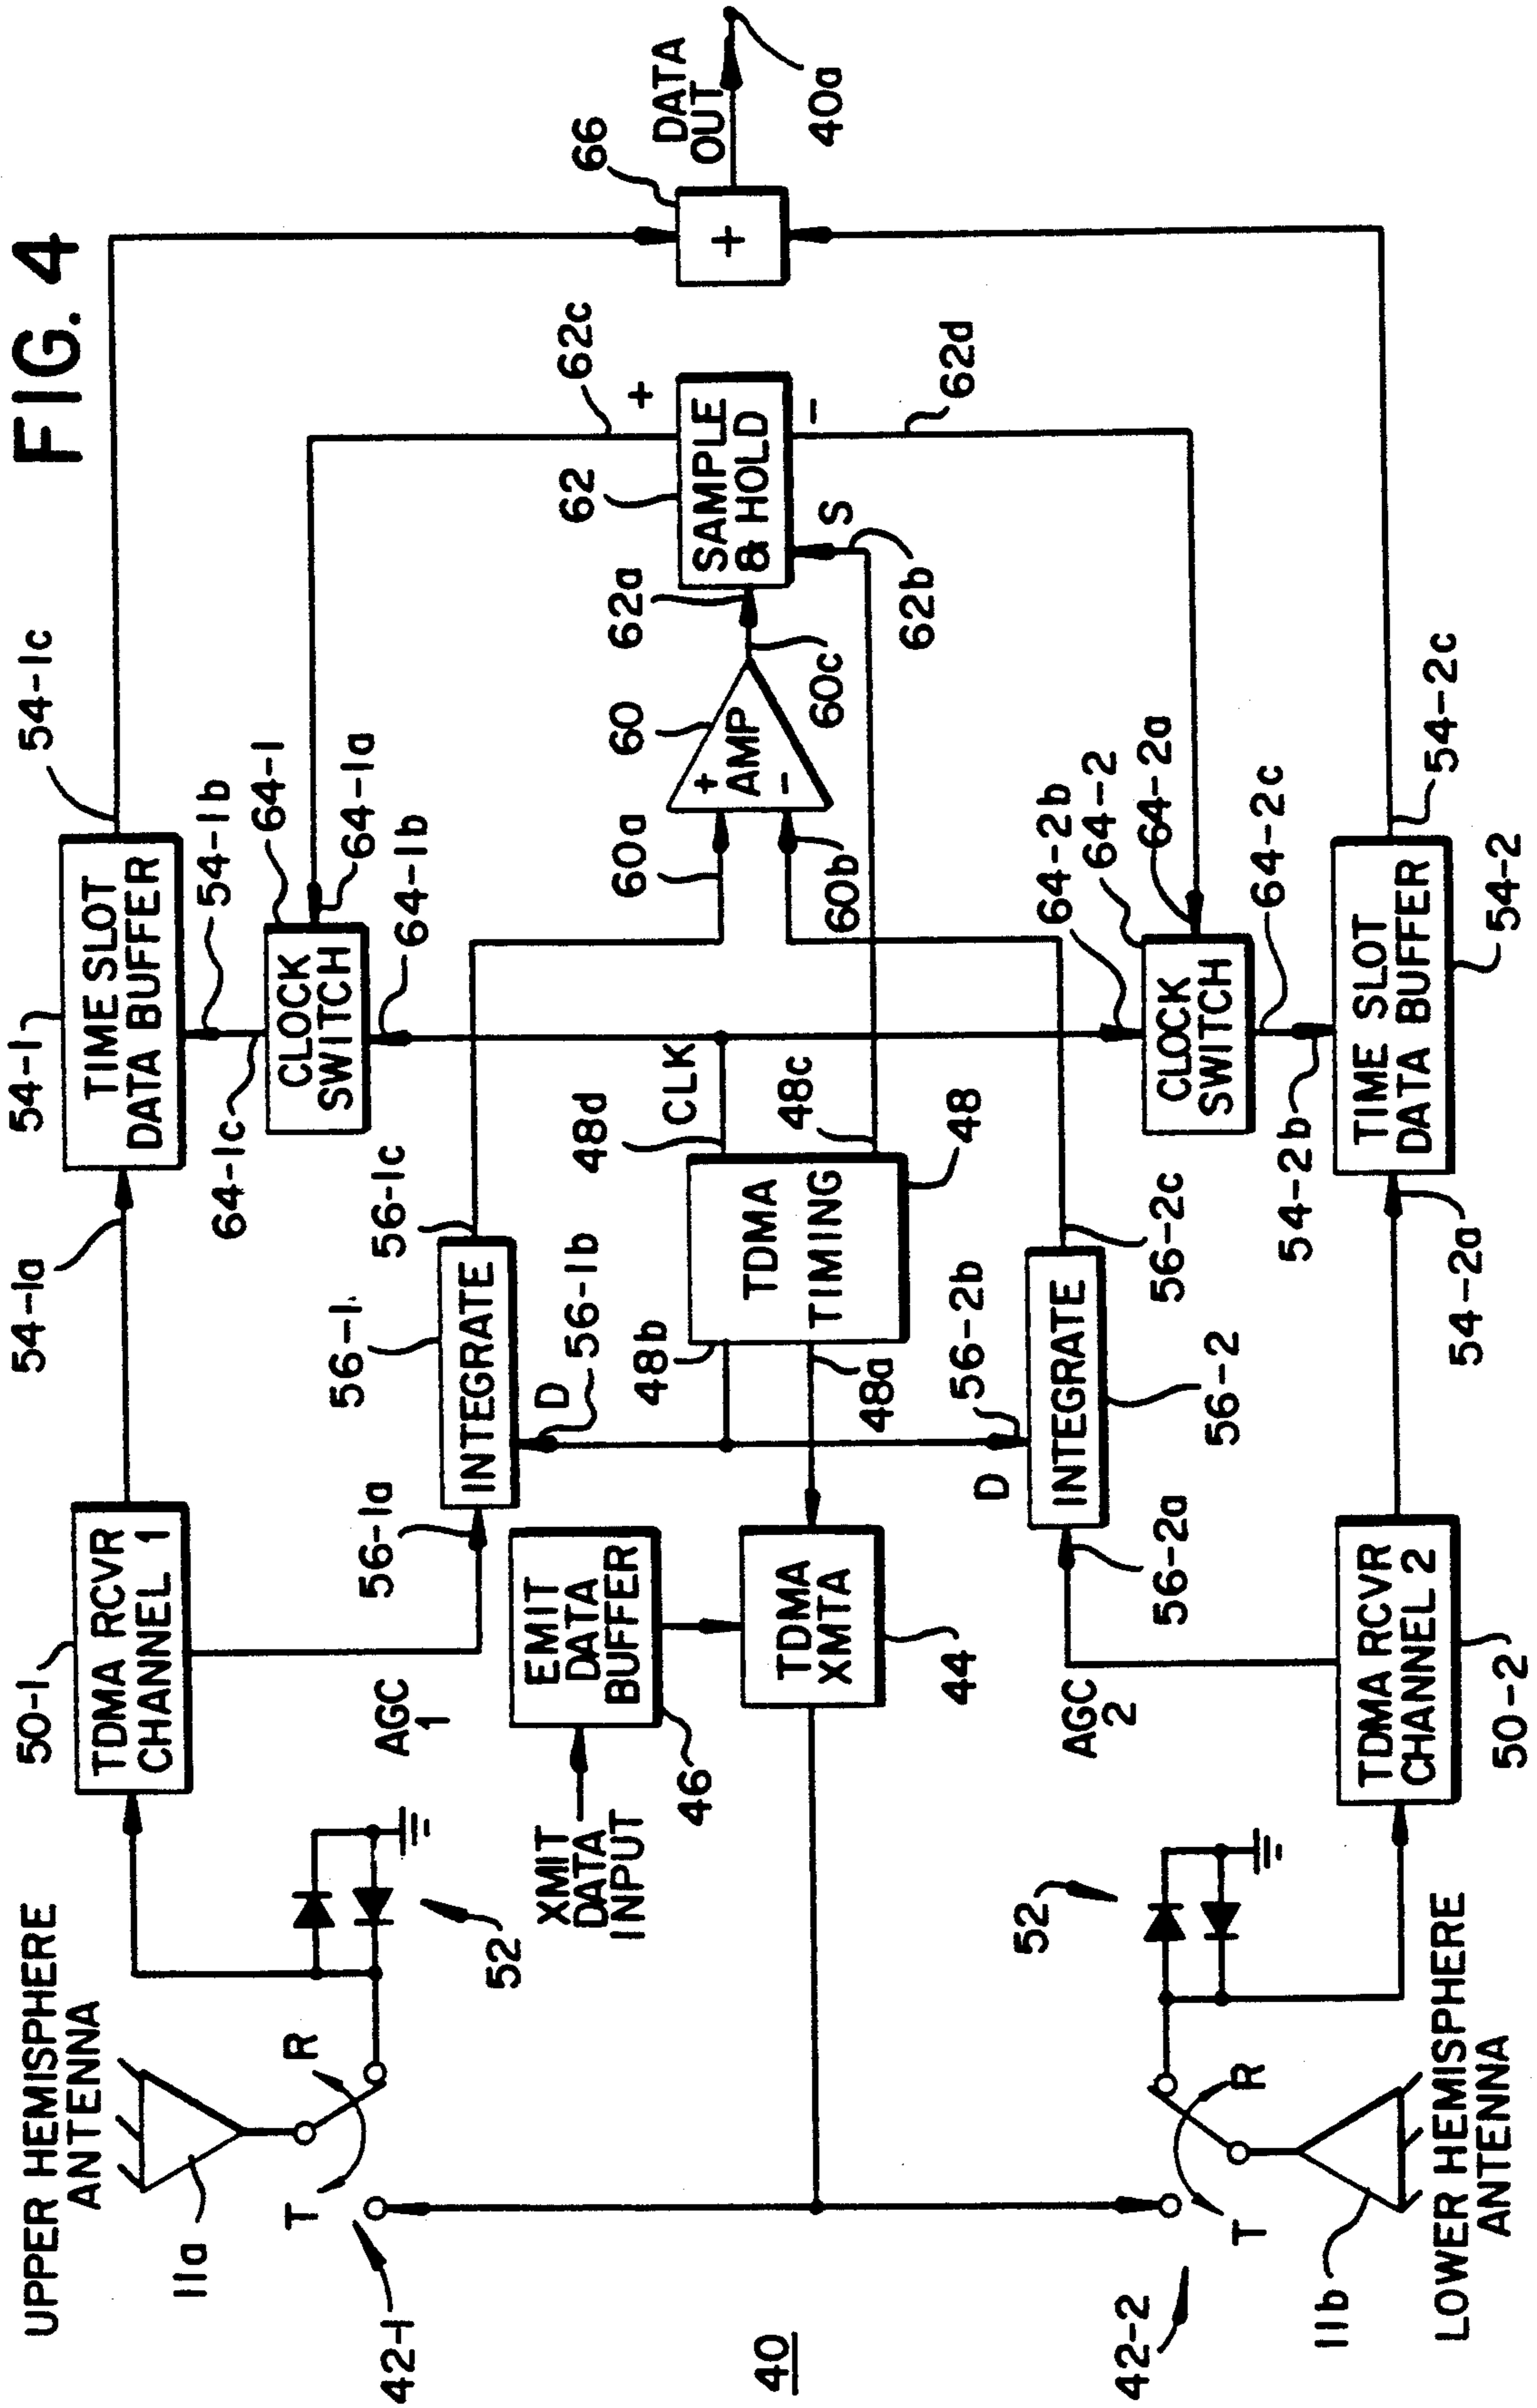 FIG. 4
UPPER HEMISPHERE
ANTENNA
11a
T
R
42-1
52
50-1
TDMA RCVR
CHANNEL 1
AGC
1
54-1a
54-1
TIME SLOT
DATA BUFFER
54-1b
54-1c
64-1c
64-1
CLOCK
SWITCH
64-1a
64-1b
56-1a
56-1
INTEGRATE
56-1c
D
56-1b
XMIT
DATA
INPUT
46
EMIT
DATA
BUFFER
TDMA
XMTA
44
48b
48a
48d
CLK
48c
TDMA
TIMING
48
60a
60
+
AMP
-
60b
60c
62a
62
SAMPLE
& HOLD
+
62c
-
62d
S
62b
66
+
DATA
OUT
40a
40
42-2
T
R
11b
LOWER HEMISPHERE
ANTENNA
52
50-2
TDMA RCVR
CHANNEL 2
AGC
2
56-2a
D
56-2b
INTEGRATE
56-2
56-2c
64-2b
64-2
64-2a
CLOCK
SWITCH
64-2c
54-2b
54-2a
TIME SLOT
DATA BUFFER
54-2
54-2c